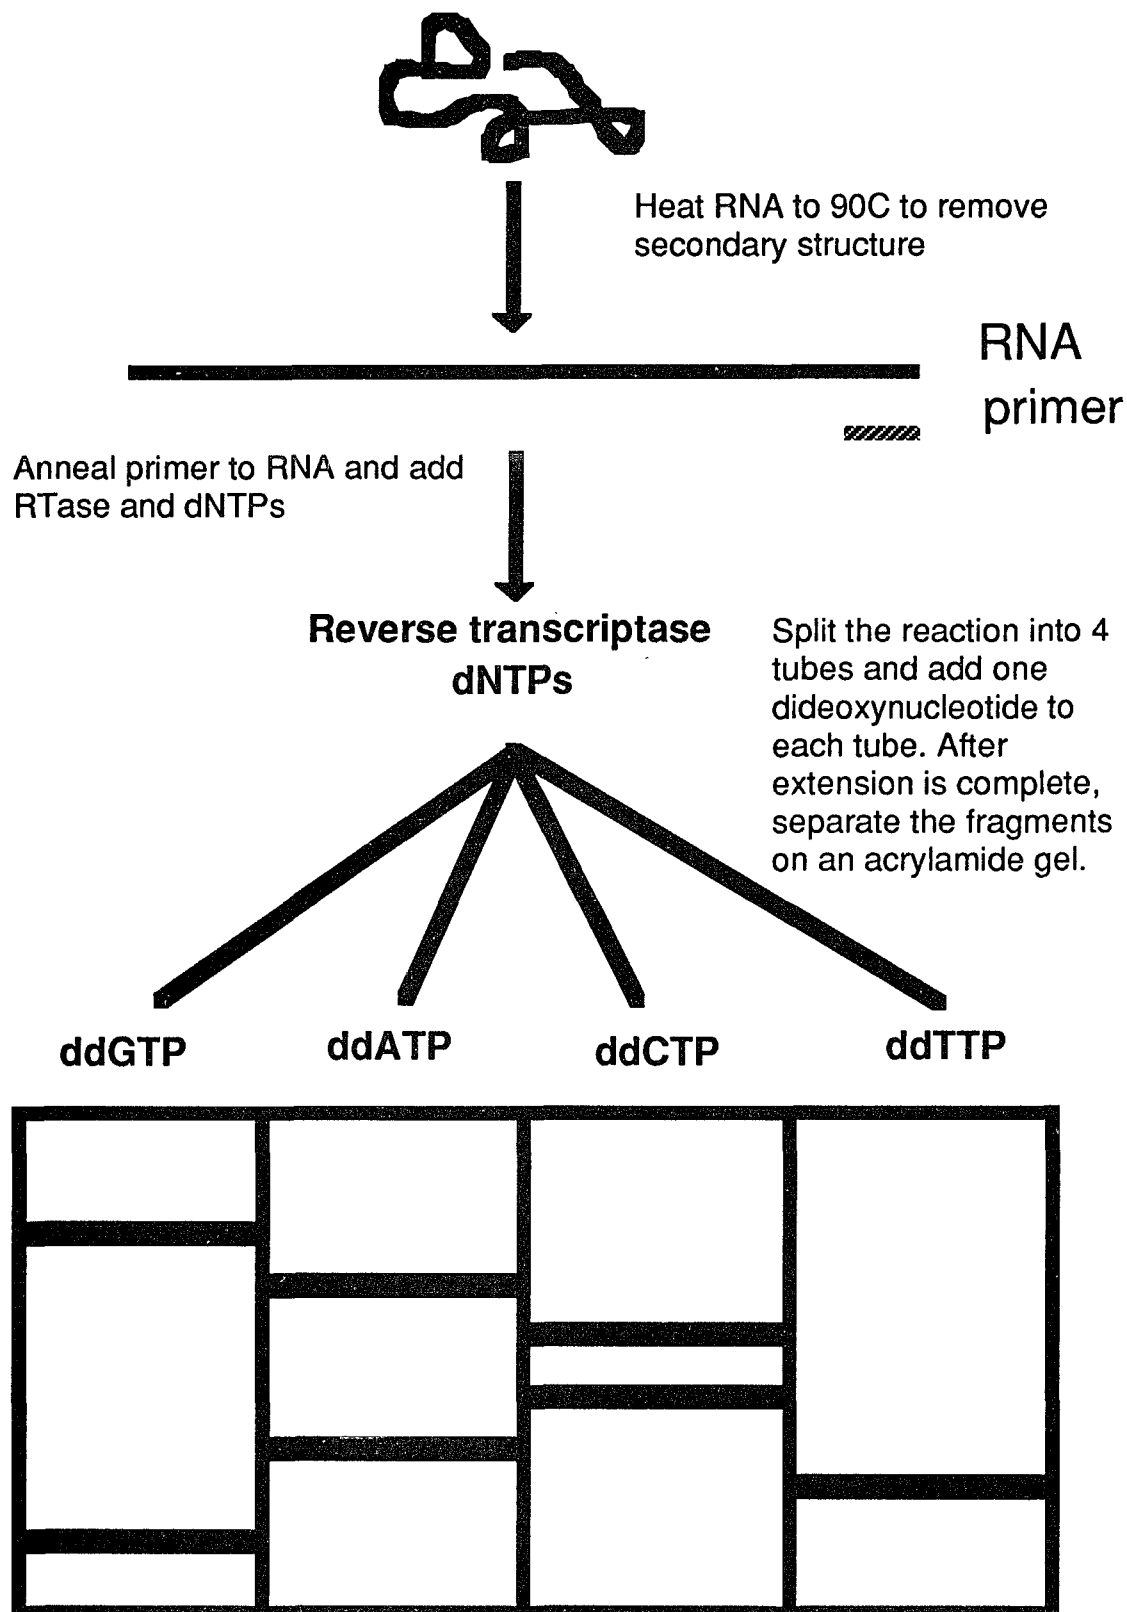 Heat RNA to 90C to remove
secondary structure
RNA
primer
Anneal primer to RNA and add
RTase and dNTPs
Reverse transcriptase
dNTPs
Split the reaction into 4
tubes and add one
dideoxynucleotide to
each tube. After
extension is complete,
separate the fragments
on an acrylamide gel.
ddGTP
ddATP
ddCTP
ddTTP